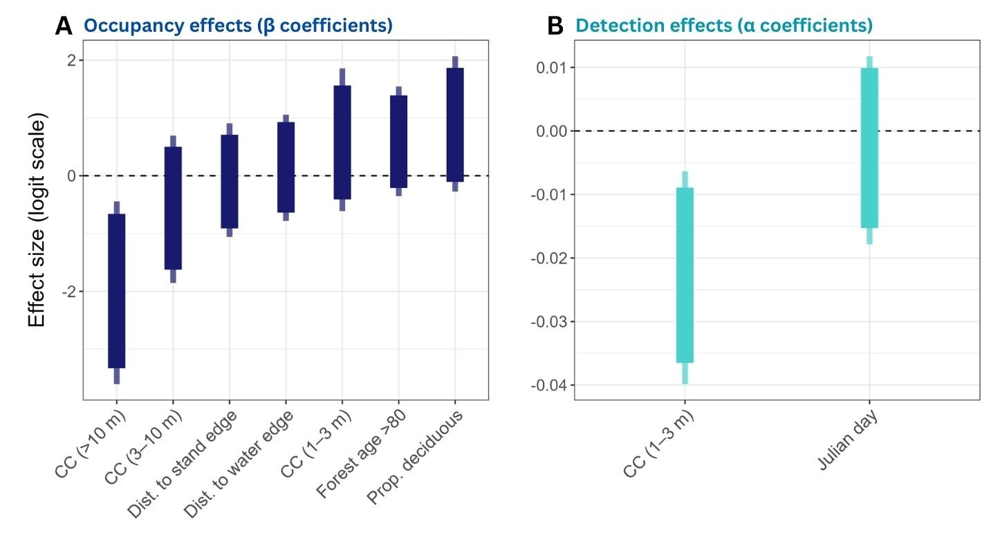 A Occupancy effects (β coefficients)
Effect size (logit scale)
2
0
-2
CC (>10 m)
CC (3–10 m)
Dist. to stand edge
Dist. to water edge
CC (1–3 m)
Forest age >80
Prop. deciduous
B Detection effects (α coefficients)
0.01
0.00
-0.01
-0.02
-0.03
-0.04
CC (1–3 m)
Julian day